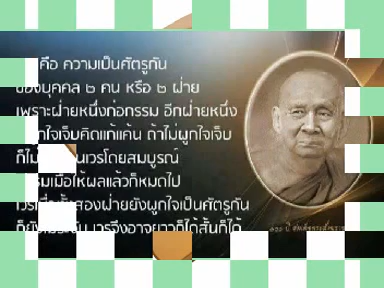 คือ ความเป็นศัตรูกัน
ของบุคคล ๒ คน หรือ ๒ ฝ่าย
เพราะฝ่ายหนึ่งก่อกรรม อีกฝ่ายหนึ่ง
ผูกใจเจ็บคิดแก้แค้น ถ้าไม่ผูกใจเจ็บ
ก็ไม่ เวรโดยสมบูรณ์
เมื่อให้ผลแล้วก็หมดไป
สองฝ่ายยังผูกใจเป็นศัตรูกัน
ก็ยัง เวรจึงอาจยาวก็ได้สั้นก็ได้